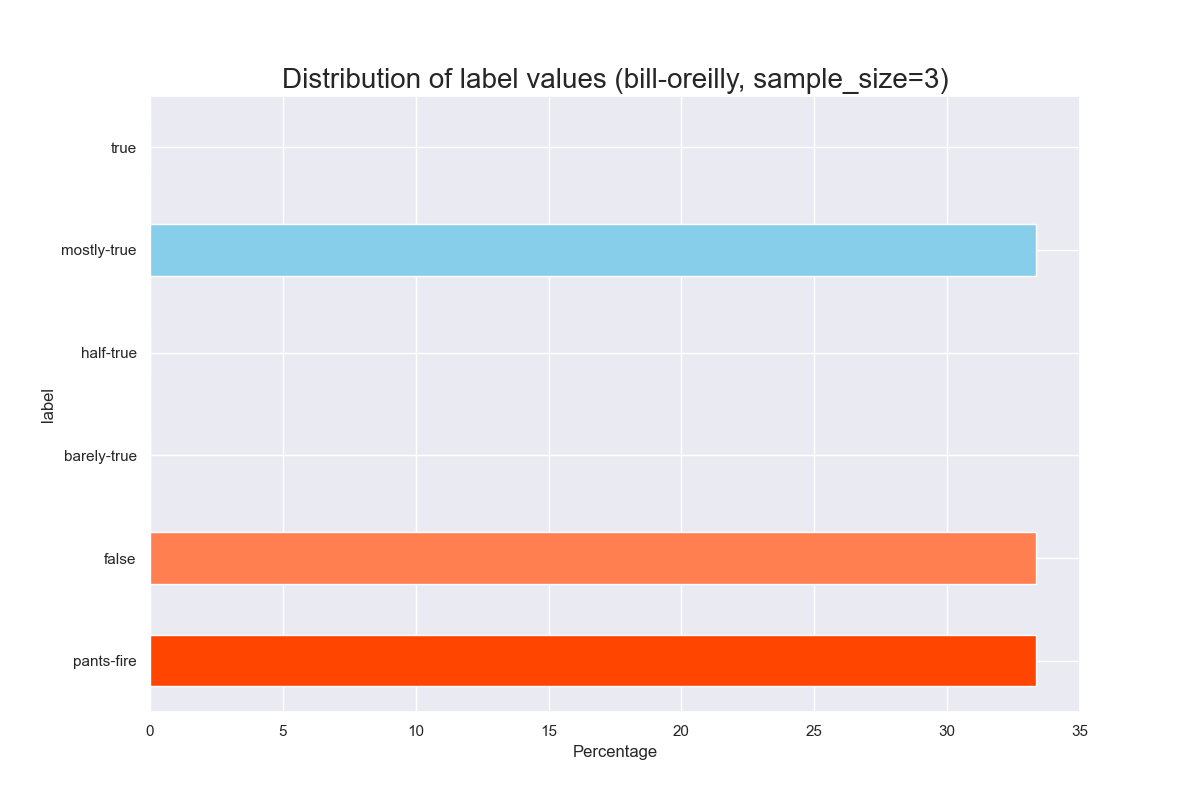 Distribution of label values (bill-oreilly, sample_size=3)
true
mostly-true
half-true
label
barely-true
false
pants-fire
0 5 10 15 20 25 30 35
Percentage